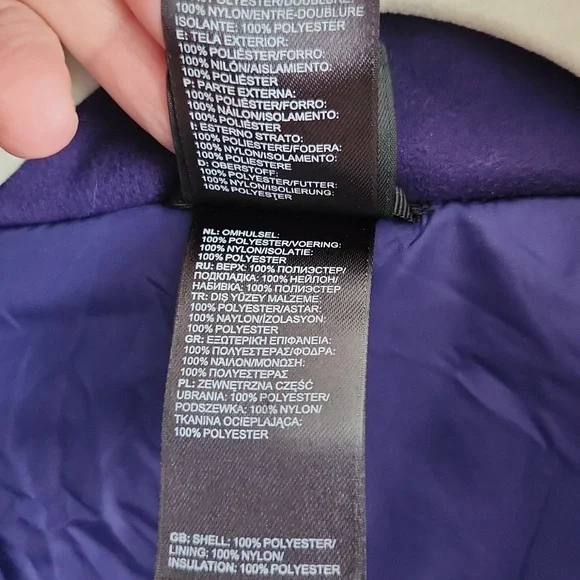 100% POLYESTER/DOUBLURE:
100% NYLON/ENTRE-DOUBLURE
ISOLANTE: 100% POLYESTER
E: TELA EXTERIOR:
100% POLIÉSTER/FORRO:
100% NILÓN/AISLAMIENTO:
100% POLIÉSTER
P: PARTE EXTERNA:
100% POLIÉSTER/FORRO:
100% NÁILON/ISOLAMENTO:
100% POLIÉSTER
I: ESTERNO STRATO:
100% POLIESTERE/FODERA:
100% NYLON/ISOLAMENTO:
100% POLIESTERE
D: OBERSTOFF:
100% POLYESTER/FUTTER:
100% NYLON/ISOLIERUNG:
100% POLYESTER
NL: OMHULSEL:
100% POLYESTER/VOERING:
100% NYLON/ISOLATIE:
100% POLYESTER
RU: ВЕРХ: 100% ПОЛИЭСТЕР/
ПОДКЛАДКА: 100% НЕЙЛОН/
НАБИВКА: 100% ПОЛИЭСТЕР
TR: DIŞ YÜZEY MALZEME:
100% POLYESTER/ASTAR:
100% NAYLON/İZOLASYON:
100% POLYESTER
GR: ΕΞΩΤΕΡΙΚΗ ΕΠΙΦΑΝΕΙΑ:
100% ΠΟΛΥΕΣΤΕΡΑΣ/ΦΟΔΡΑ:
100% ΝΑΪΛΟΝ/ΜΟΝΩΣΗ:
100% ΠΟΛΥΕΣΤΕΡΑΣ
PL: ZEWNĘTRZNA CZĘŚĆ
UBRANIA: 100% POLYESTER/
PODSZEWKA: 100% NYLON/
TKANINA OCIEPLAJĄCA:
100% POLYESTER
GB: SHELL: 100% POLYESTER/
LINING: 100% NYLON/
INSULATION: 100% POLYESTER